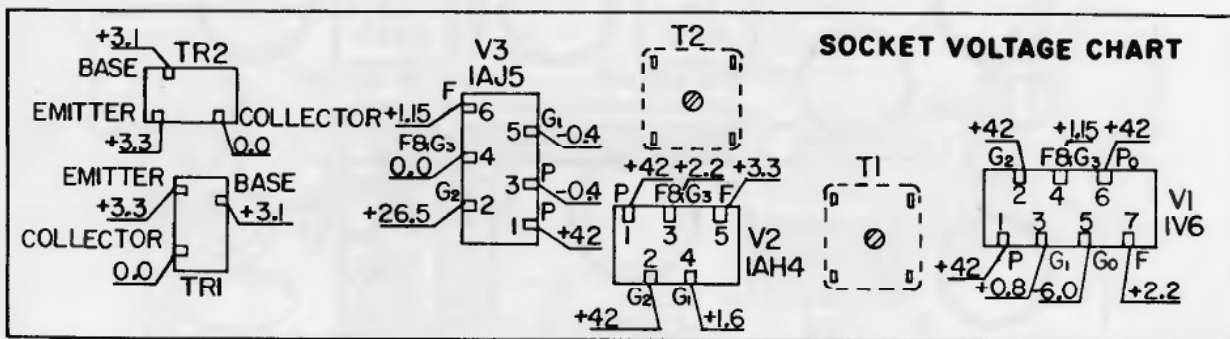 SOCKET VOLTAGE CHART
+3.1
TR2
BASE
EMITTER
COLLECTOR
+3.3
0.0
EMITTER
BASE
+3.3
+3.1
COLLECTOR
0.0
TR1
V3
1AJ5
F
+1.15
6
G1
5
-0.4
F&G3
4
0.0
P
3
-0.4
G2
2
+26.5
P
1
+42
T2
+42 +2.2 +3.3
P F&G3 F
1 3 5
V2
1AH4
2 4
G2 G1
+42 +1.6
T1
+42 +1.15 +42
G2 F&G3 P0
2 4 6
V1
1V6
1 3 5 7
P G1 G0 F
+42 +0.8 -6.0 +2.2